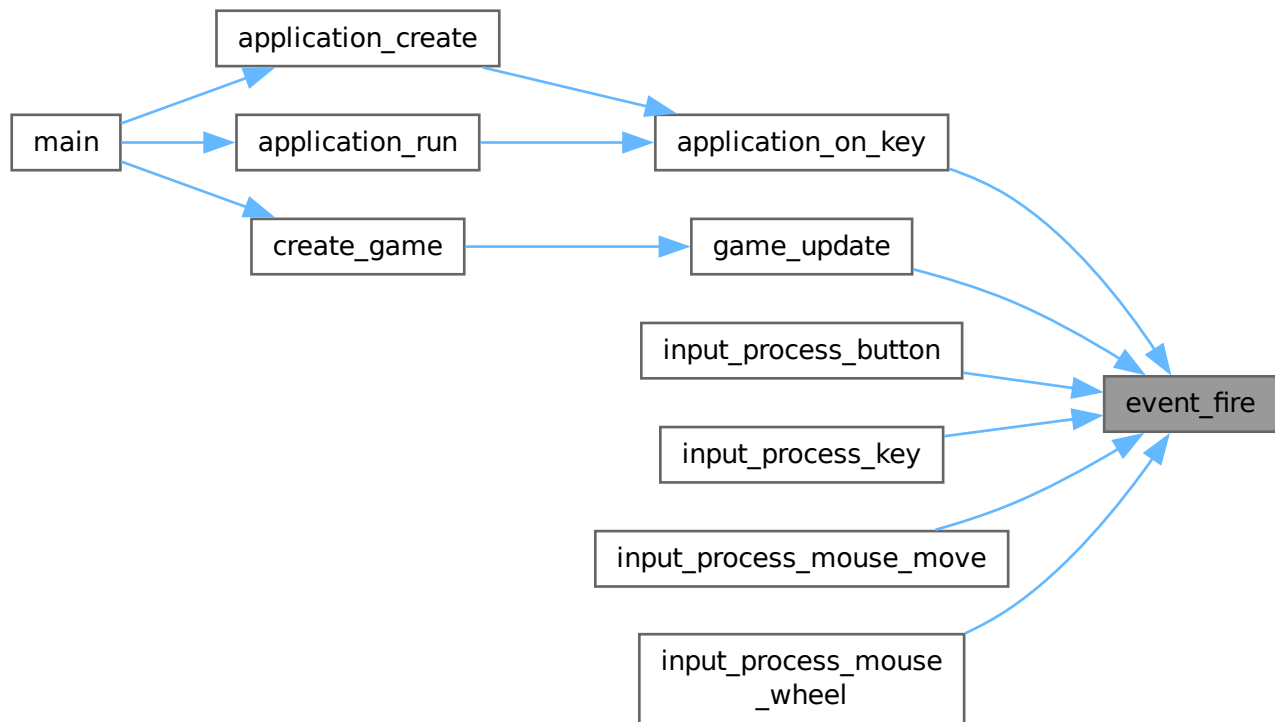 application_create
main
application_run
application_on_key
create_game
game_update
input_process_button
event_fire
input_process_key
input_process_mouse_move
input_process_mouse
_wheel